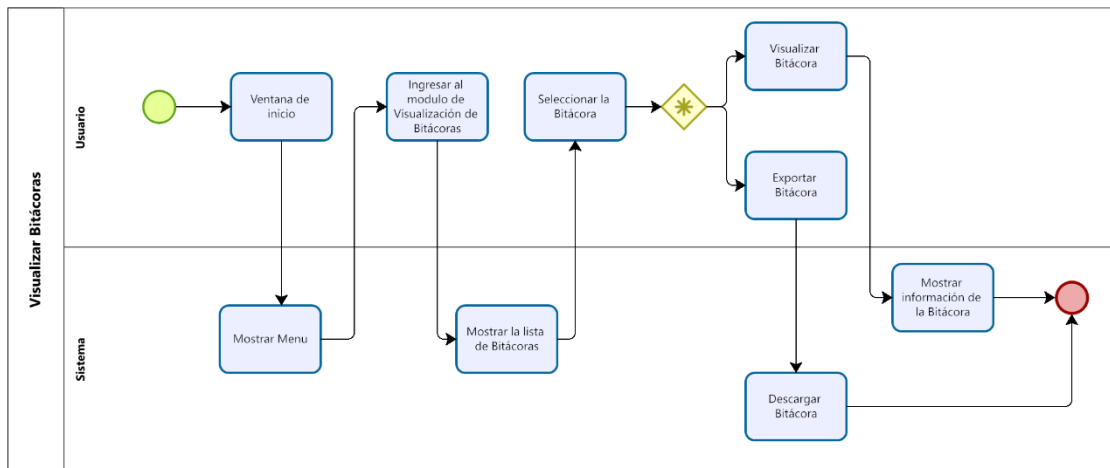 Visualizar Bitácoras
Usuario
Ventana de
inicio
Ingresar al
modulo de
Visualización de
Bitácoras
Seleccionar la
Bitácora
Visualizar
Bitácora
Exportar
Bitácora
Sistema
Mostrar Menu
Mostrar la lista
de Bitácoras
Mostrar
información de
la Bitácora
Descargar
Bitácora